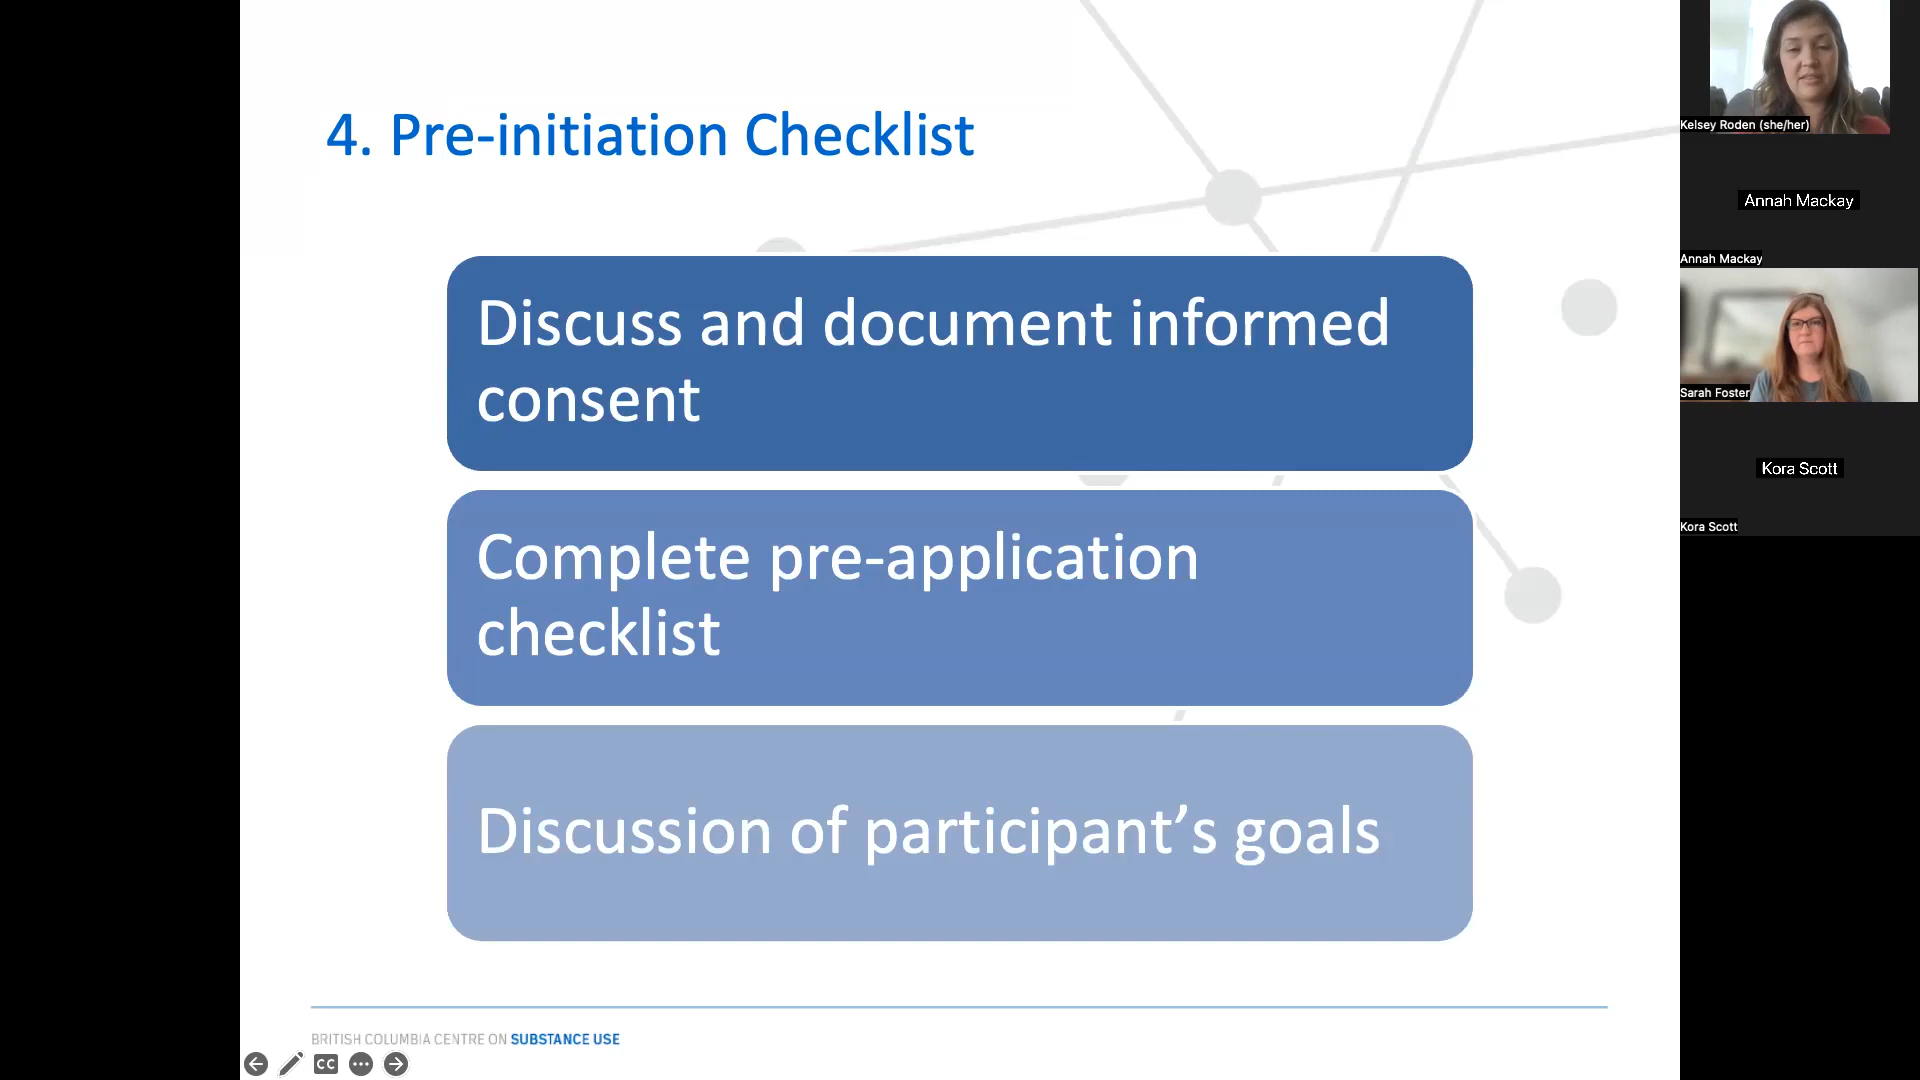 4. Pre-initiation Checklist
Discuss and document informed
consent
Complete pre-application
checklist
Discussion of participant’s goals
BRITISH COLUMBIA CENTRE ON SUBSTANCE USE
CC
Kelsey Roden (she/her)
Annah Mackay
Annah Mackay
Sarah Foster
Kora Scott
Kora Scott